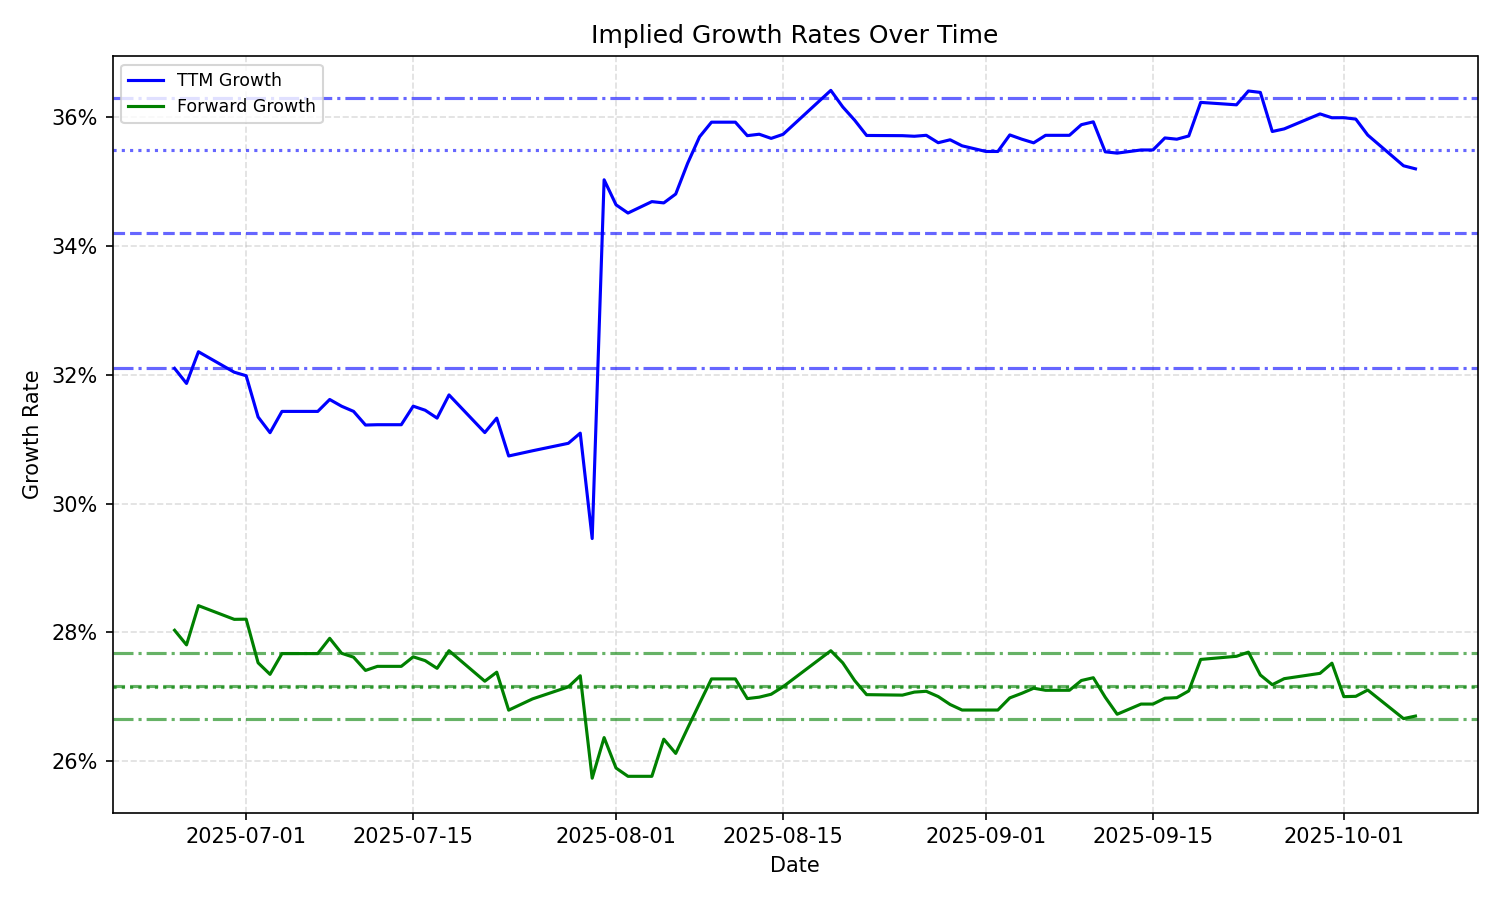 Implied Growth Rates Over Time
TTM Growth
Forward Growth
36%
34%
32%
30%
28%
26%
Growth Rate
2025-07-01 2025-07-15 2025-08-01 2025-08-15 2025-09-01 2025-09-15 2025-10-01
Date